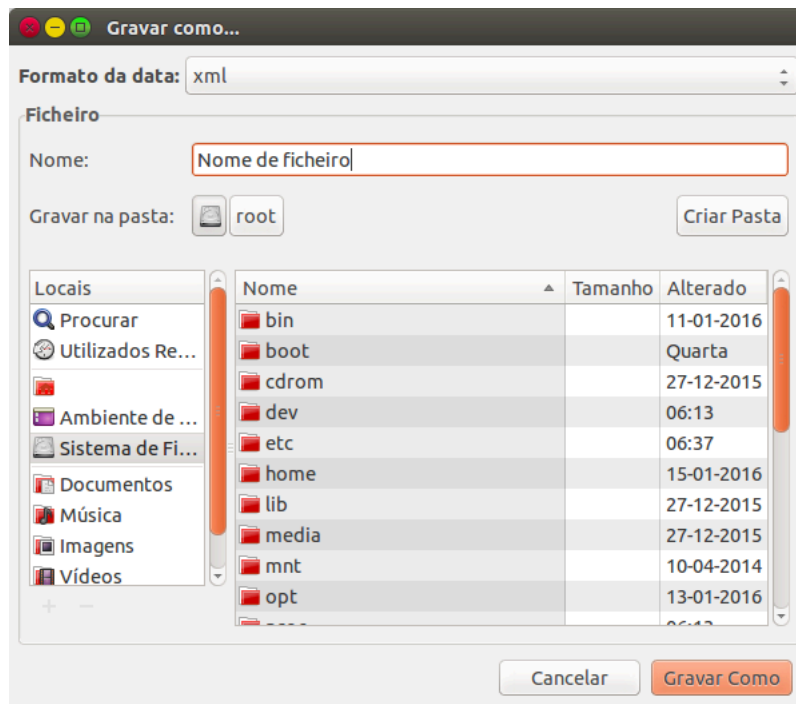 Gravar como...
Formato da data: xml
Ficheiro
Nome: Nome de ficheiro
Gravar na pasta: root Criar Pasta
Locais
Procurar
Utilizados Re...
Ambiente de ...
Sistema de Fi...
Documentos
Música
Imagens
Vídeos
Nome Tamanho Alterado
bin 11-01-2016
boot Quarta
cdrom 27-12-2015
dev 06:13
etc 06:37
home 15-01-2016
lib 27-12-2015
media 27-12-2015
mnt 10-04-2014
opt 13-01-2016
Cancelar Gravar Como